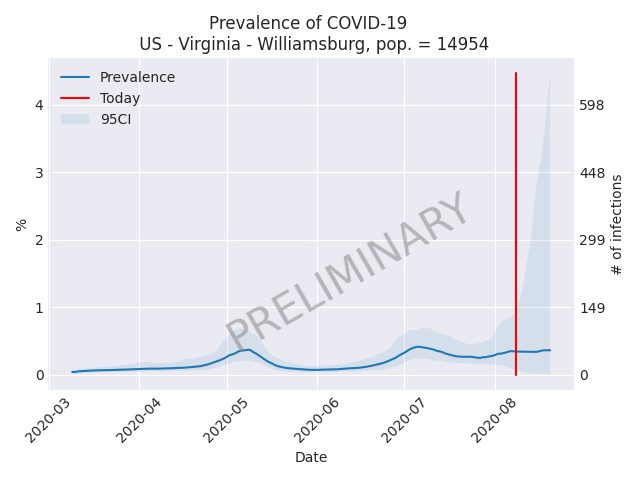 Prevalence of COVID-19
US - Virginia - Williamsburg, pop. = 14954
Prevalence
Today
95CI
4
3
2
1
0
%
598
448
299
149
0
# of infections
PRELIMINARY
2020-03
2020-04
2020-05
2020-06
2020-07
2020-08
Date